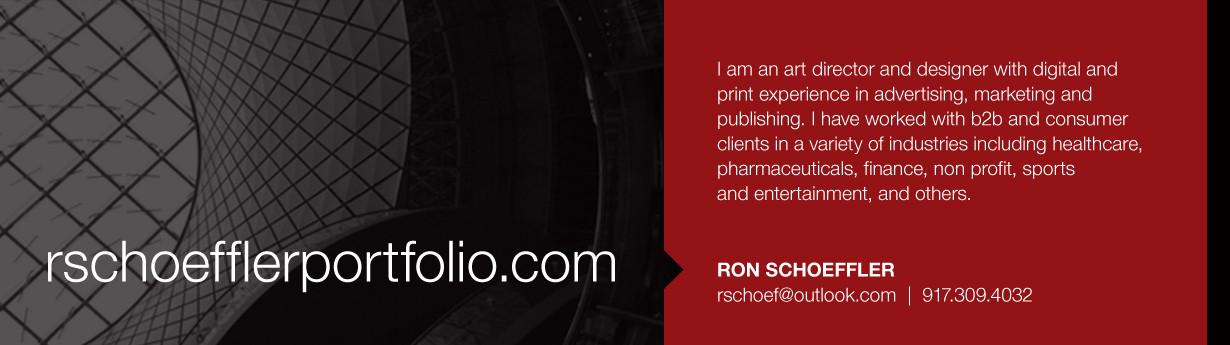 rschoefflerportfolio.com
I am an art director and designer with digital and
print experience in advertising, marketing and
publishing. I have worked with b2b and consumer
clients in a variety of industries including healthcare,
pharmaceuticals, finance, non profit, sports
and entertainment, and others.
RON SCHOEFFLER
rschoef@outlook.com | 917.309.4032